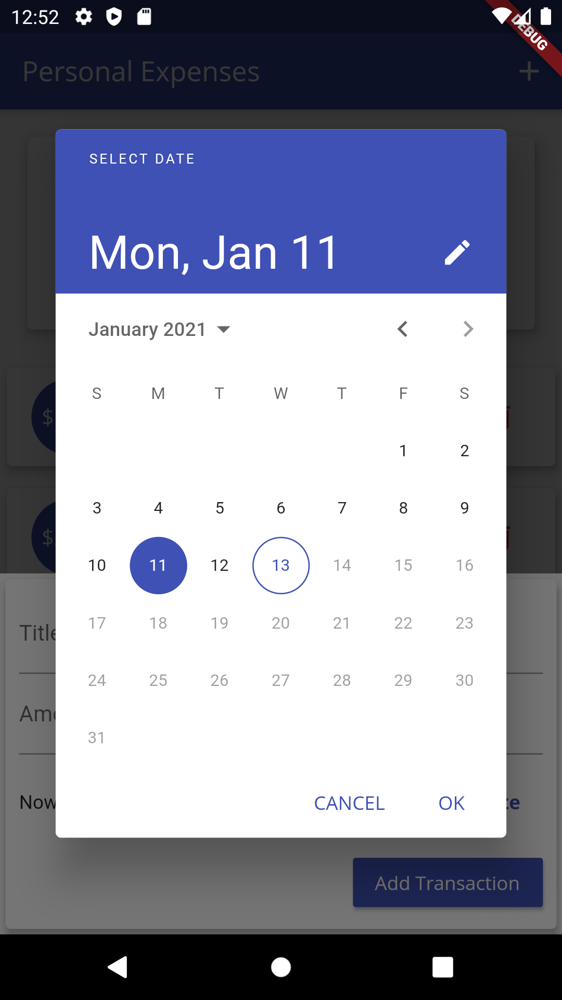 12:52
DEBUG
Personal Expenses
SELECT DATE
Mon, Jan 11
January 2021
S M T W T F S
1 2
3 4 5 6 7 8 9
10 11 12 13 14 15 16
17 18 19 20 21 22 23
24 25 26 27 28 29 30
31
$
$
Now
CANCEL OK
Add Transaction